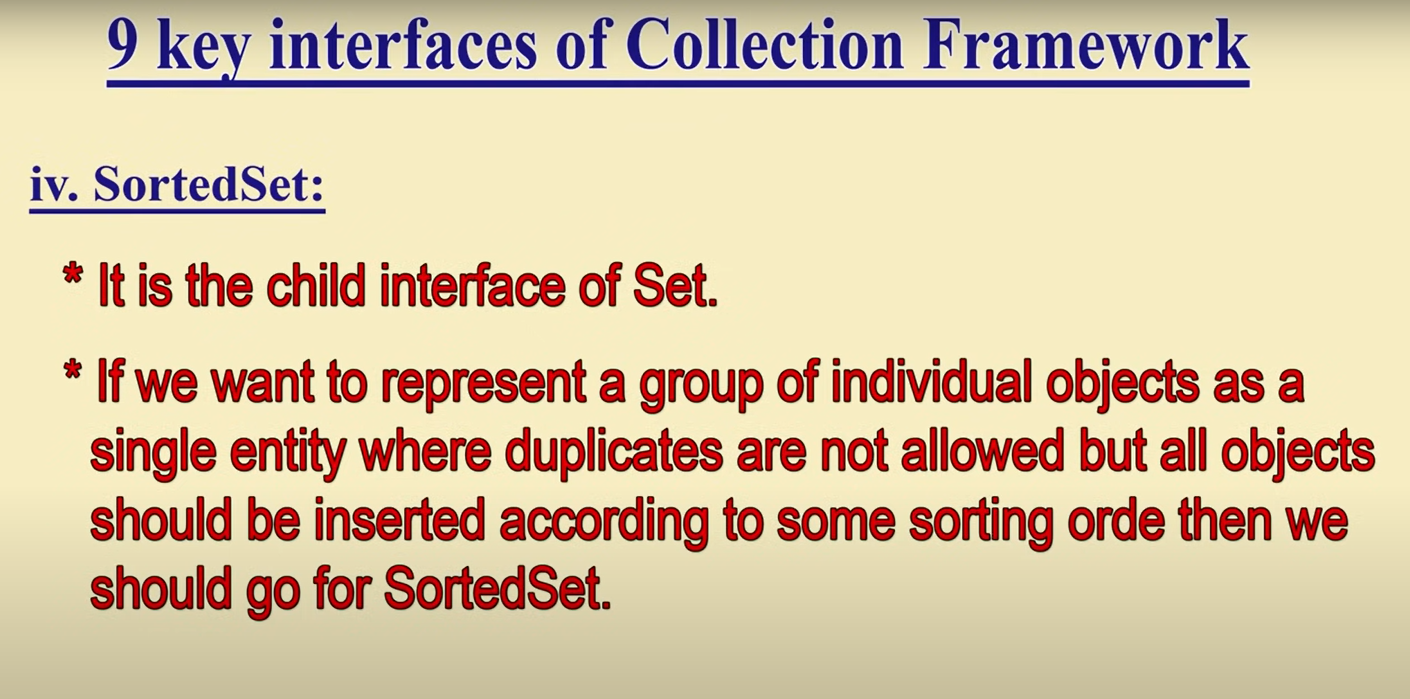 9 key interfaces of Collection Framework
iv. SortedSet:
* It is the child interface of Set.
* If we want to represent a group of individual objects as a
single entity where duplicates are not allowed but all objects
should be inserted according to some sorting orde then we
should go for SortedSet.